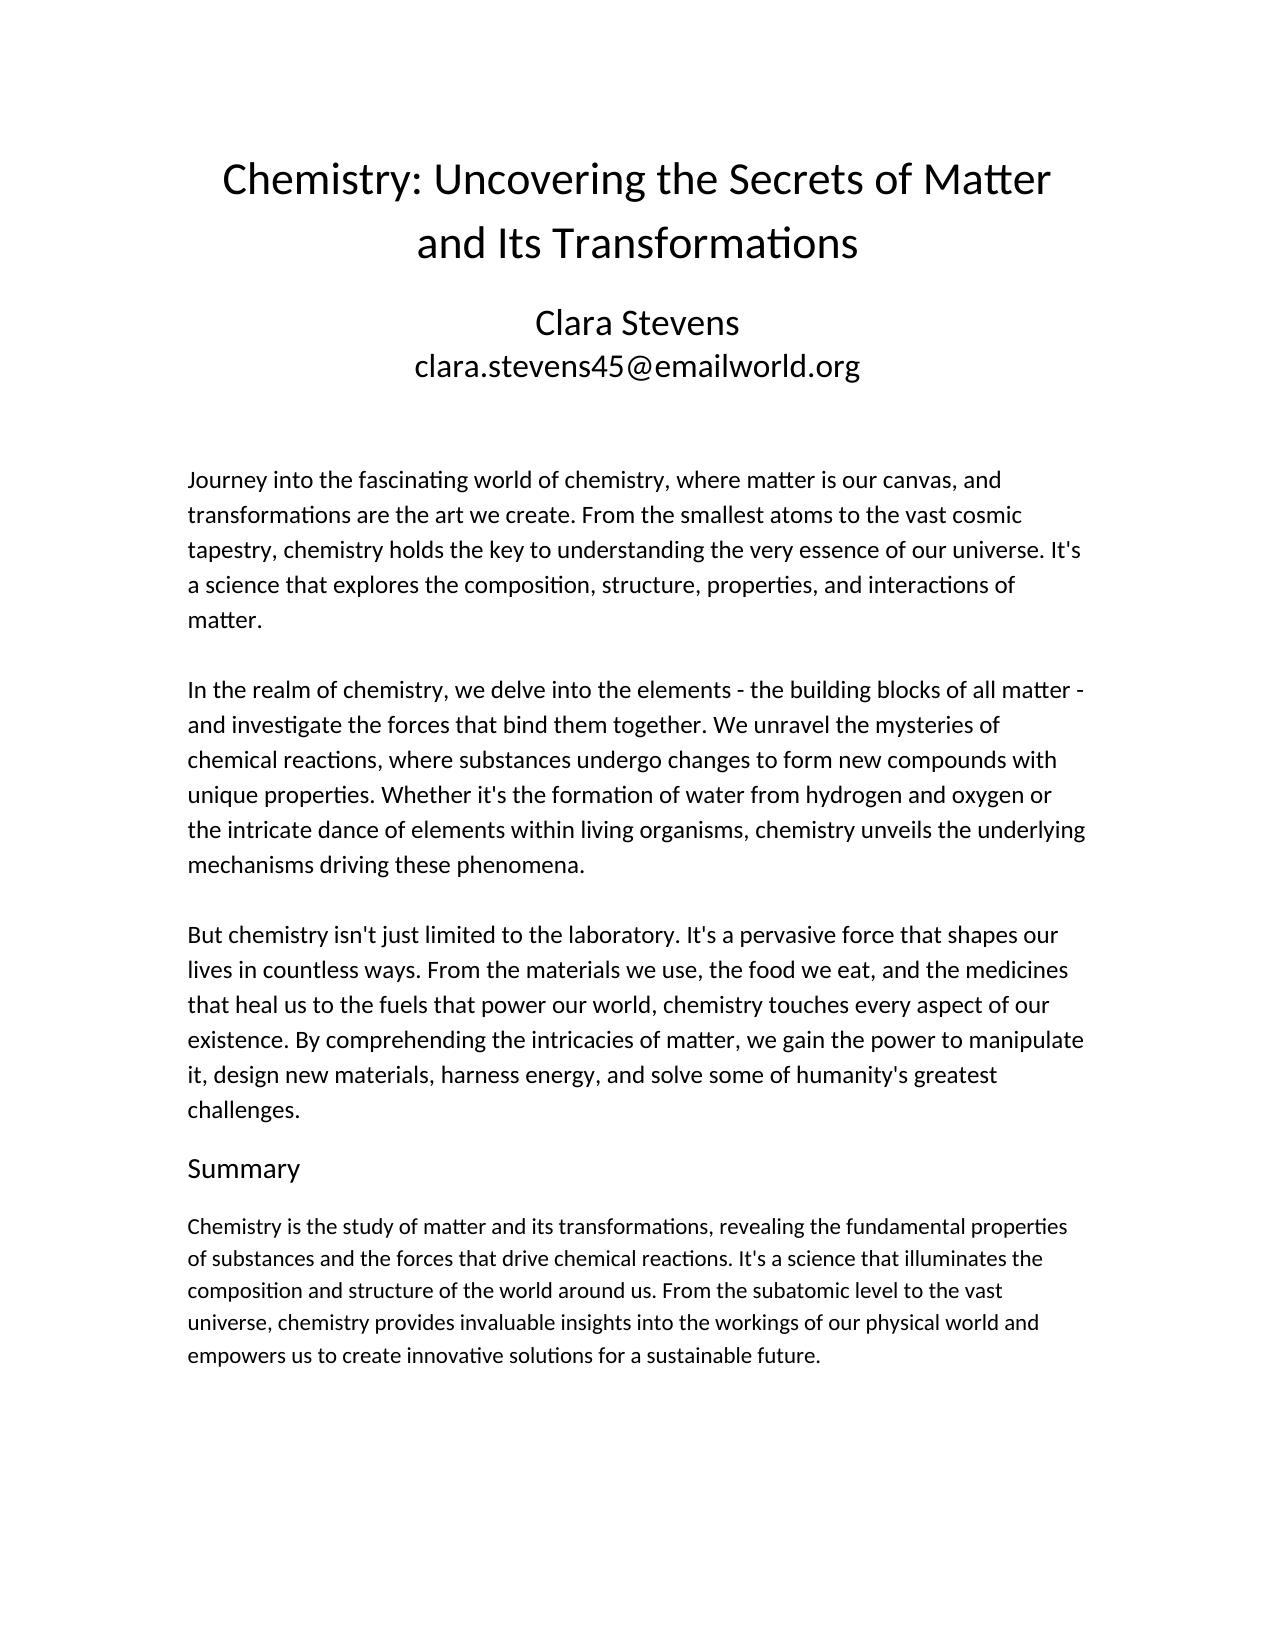 Chemistry: Uncovering the Secrets of Matter
and Its Transformations
Clara Stevens
clara.stevens45@emailworld.org
Journey into the fascinating world of chemistry, where matter is our canvas, and
transformations are the art we create. From the smallest atoms to the vast cosmic
tapestry, chemistry holds the key to understanding the very essence of our universe. It's
a science that explores the composition, structure, properties, and interactions of
matter.
In the realm of chemistry, we delve into the elements - the building blocks of all matter -
and investigate the forces that bind them together. We unravel the mysteries of
chemical reactions, where substances undergo changes to form new compounds with
unique properties. Whether it's the formation of water from hydrogen and oxygen or
the intricate dance of elements within living organisms, chemistry unveils the underlying
mechanisms driving these phenomena.
But chemistry isn't just limited to the laboratory. It's a pervasive force that shapes our
lives in countless ways. From the materials we use, the food we eat, and the medicines
that heal us to the fuels that power our world, chemistry touches every aspect of our
existence. By comprehending the intricacies of matter, we gain the power to manipulate
it, design new materials, harness energy, and solve some of humanity's greatest
challenges.
Summary
Chemistry is the study of matter and its transformations, revealing the fundamental properties
of substances and the forces that drive chemical reactions. It's a science that illuminates the
composition and structure of the world around us. From the subatomic level to the vast
universe, chemistry provides invaluable insights into the workings of our physical world and
empowers us to create innovative solutions for a sustainable future.